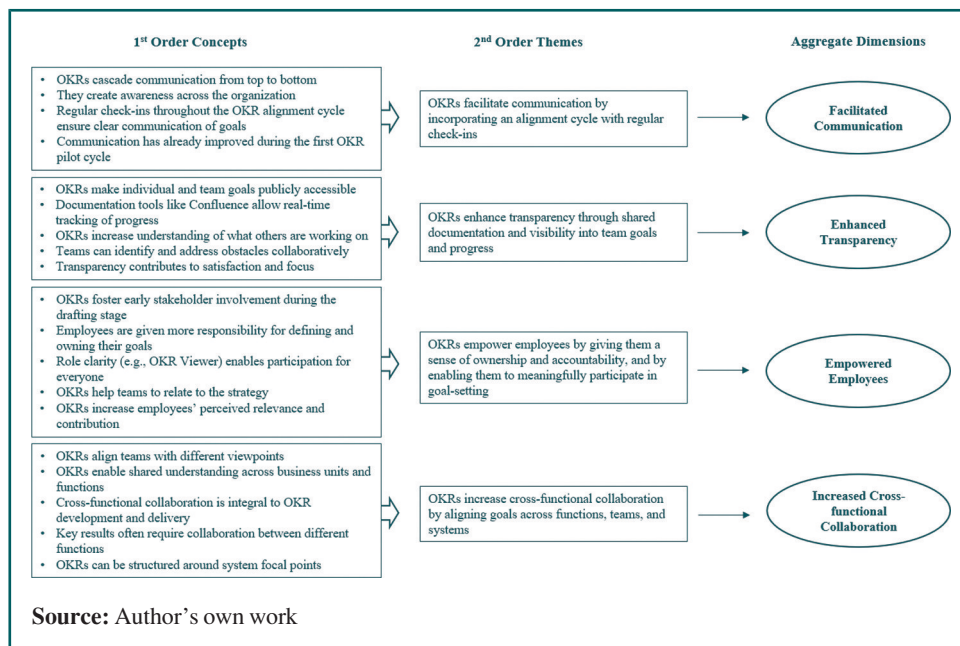 1st Order Concepts
2nd Order Themes
Aggregate Dimensions
• OKRs cascade communication from top to bottom
• They create awareness across the organization
• Regular check-ins throughout the OKR alignment cycle
ensure clear communication of goals
• Communication has already improved during the first OKR
pilot cycle
OKRs facilitate communication by
incorporating an alignment cycle with regular
check-ins
Facilitated
Communication
• OKRs make individual and team goals publicly accessible
• Documentation tools like Confluence allow real-time
tracking of progress
• OKRs increase understanding of what others are working on
• Teams can identify and address obstacles collaboratively
• Transparency contributes to satisfaction and focus
OKRs enhance transparency through shared
documentation and visibility into team goals
and progress
Enhanced
Transparency
• OKRs foster early stakeholder involvement during the
drafting stage
• Employees are given more responsibility for defining and
owning their goals
• Role clarity (e.g., OKR Viewer) enables participation for
everyone
• OKRs help teams to relate to the strategy
• OKRs increase employees’ perceived relevance and
contribution
OKRs empower employees by giving them a
sense of ownership and accountability, and by
enabling them to meaningfully participate in
goal-setting
Empowered
Employees
• OKRs align teams with different viewpoints
• OKRs enable shared understanding across business units and
functions
• Cross-functional collaboration is integral to OKR
development and delivery
• Key results often require collaboration between different
functions
• OKRs can be structured around system focal points
OKRs increase cross-functional collaboration
by aligning goals across functions, teams, and
systems
Increased Cross-
functional
Collaboration
Source: Author’s own work